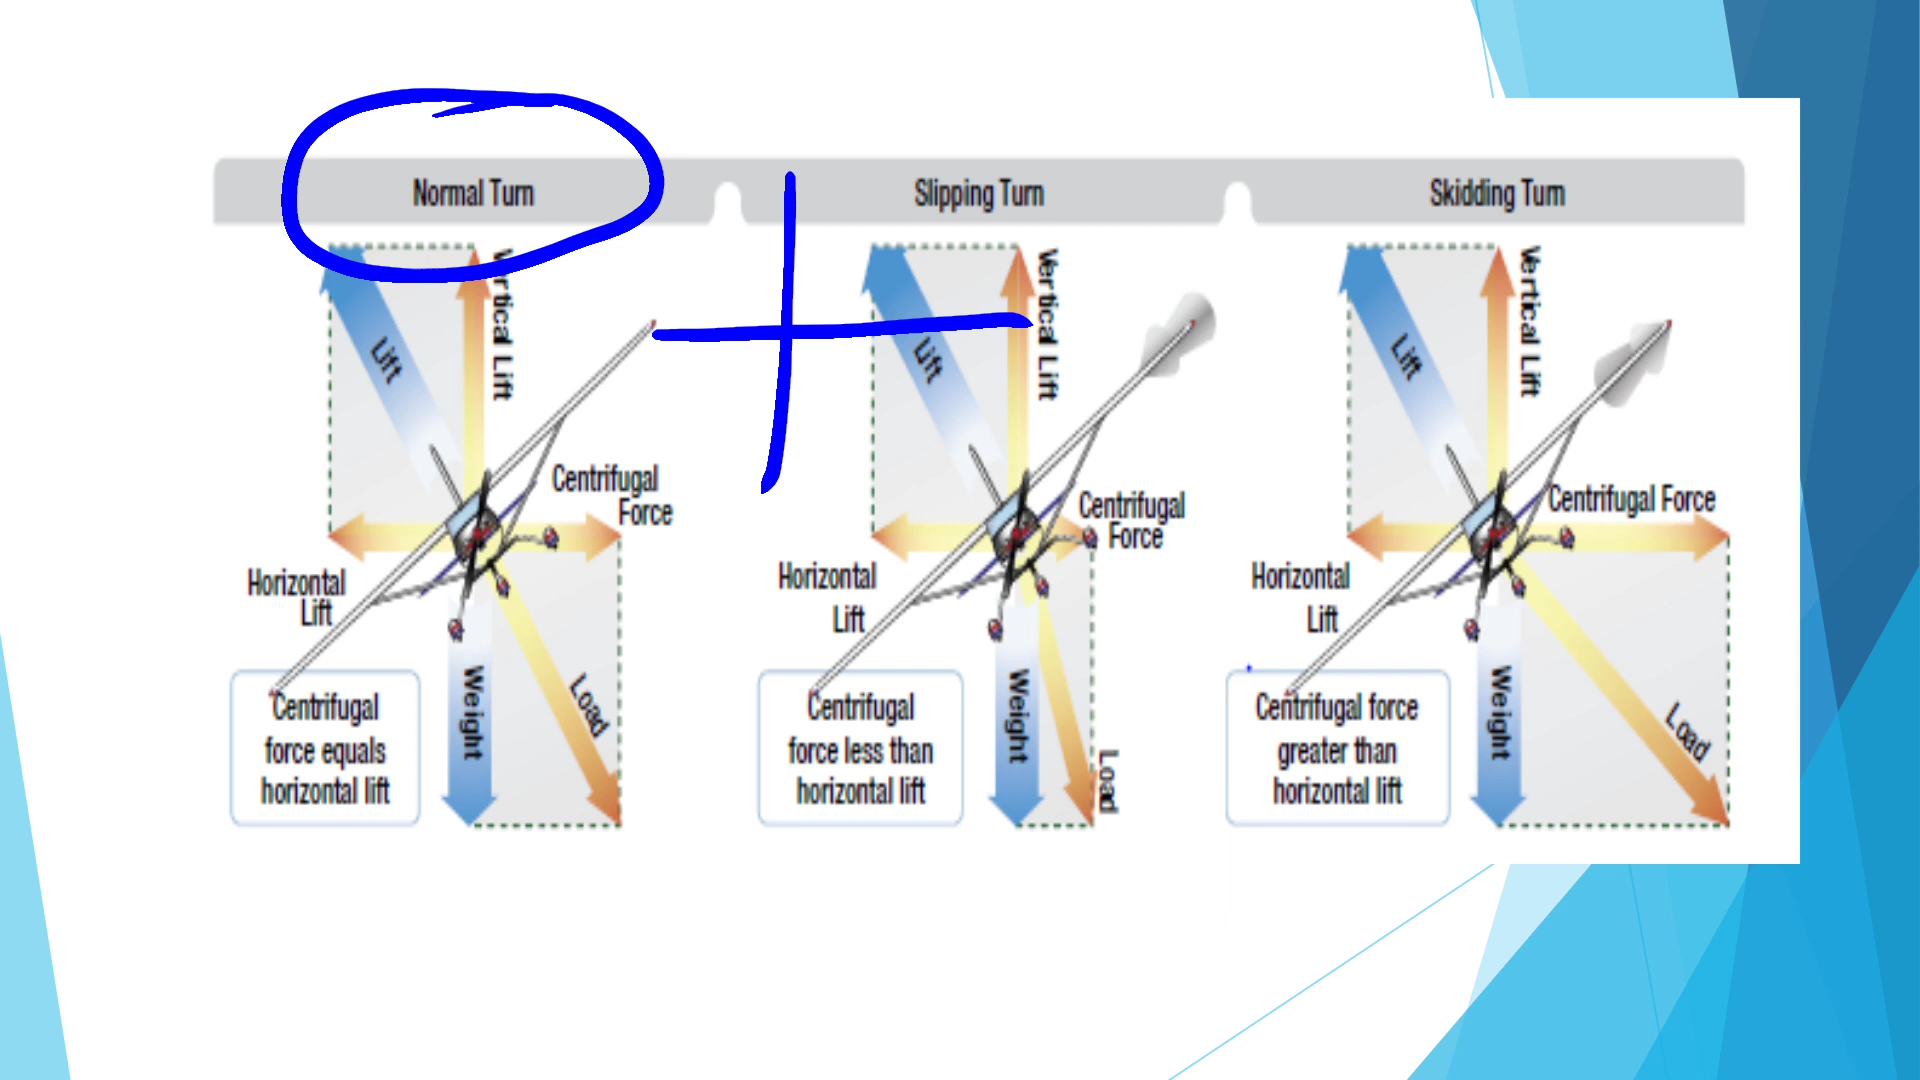 Normal Turn
Slipping Turn
Skidding Turn
Lift
Vertical Lift
Centrifugal
Force
Horizontal
Lift
Weight
Load
Centrifugal
force equals
horizontal lift
Lift
Vertical Lift
Centrifugal
Force
Horizontal
Lift
Weight
Load
Centrifugal
force less than
horizontal lift
Lift
Vertical Lift
Centrifugal Force
Horizontal
Lift
Weight
Load
Centrifugal force
greater than
horizontal lift